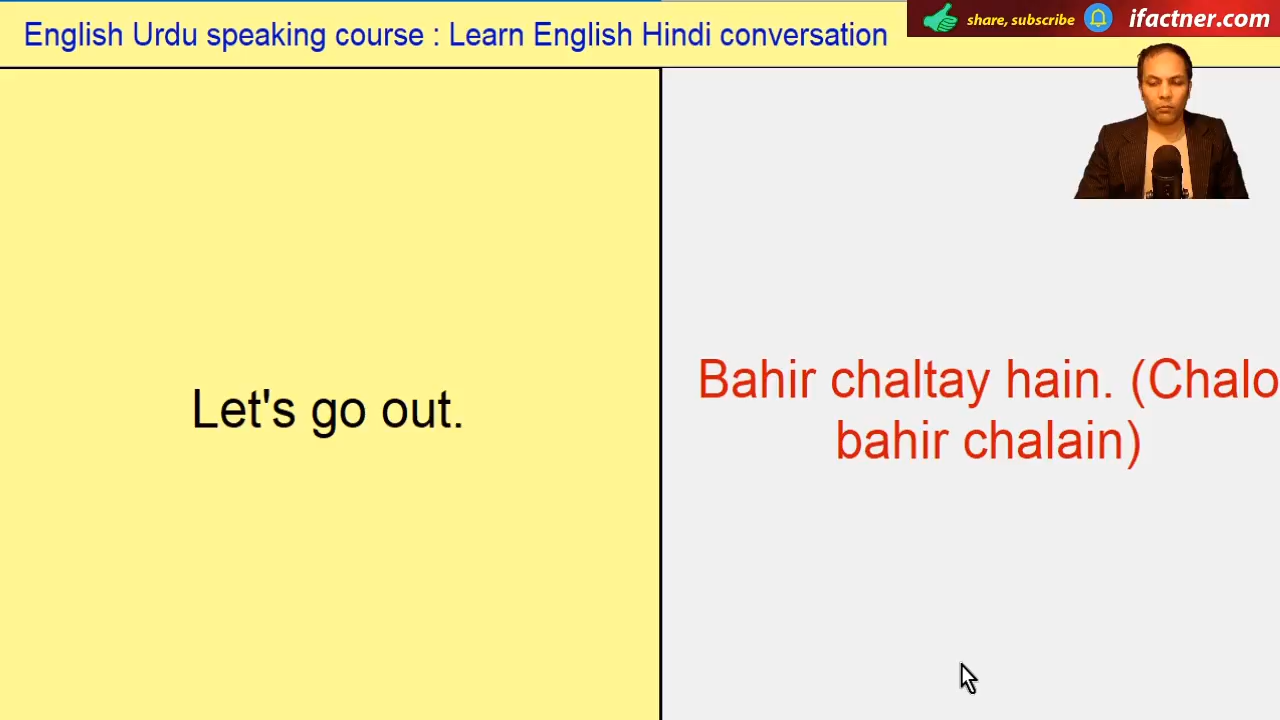 English Urdu speaking course : Learn English Hindi conversation
share, subscribe
ifactner.com
Let's go out.
Bahir chaltay hain. (Chalo
bahir chalain)